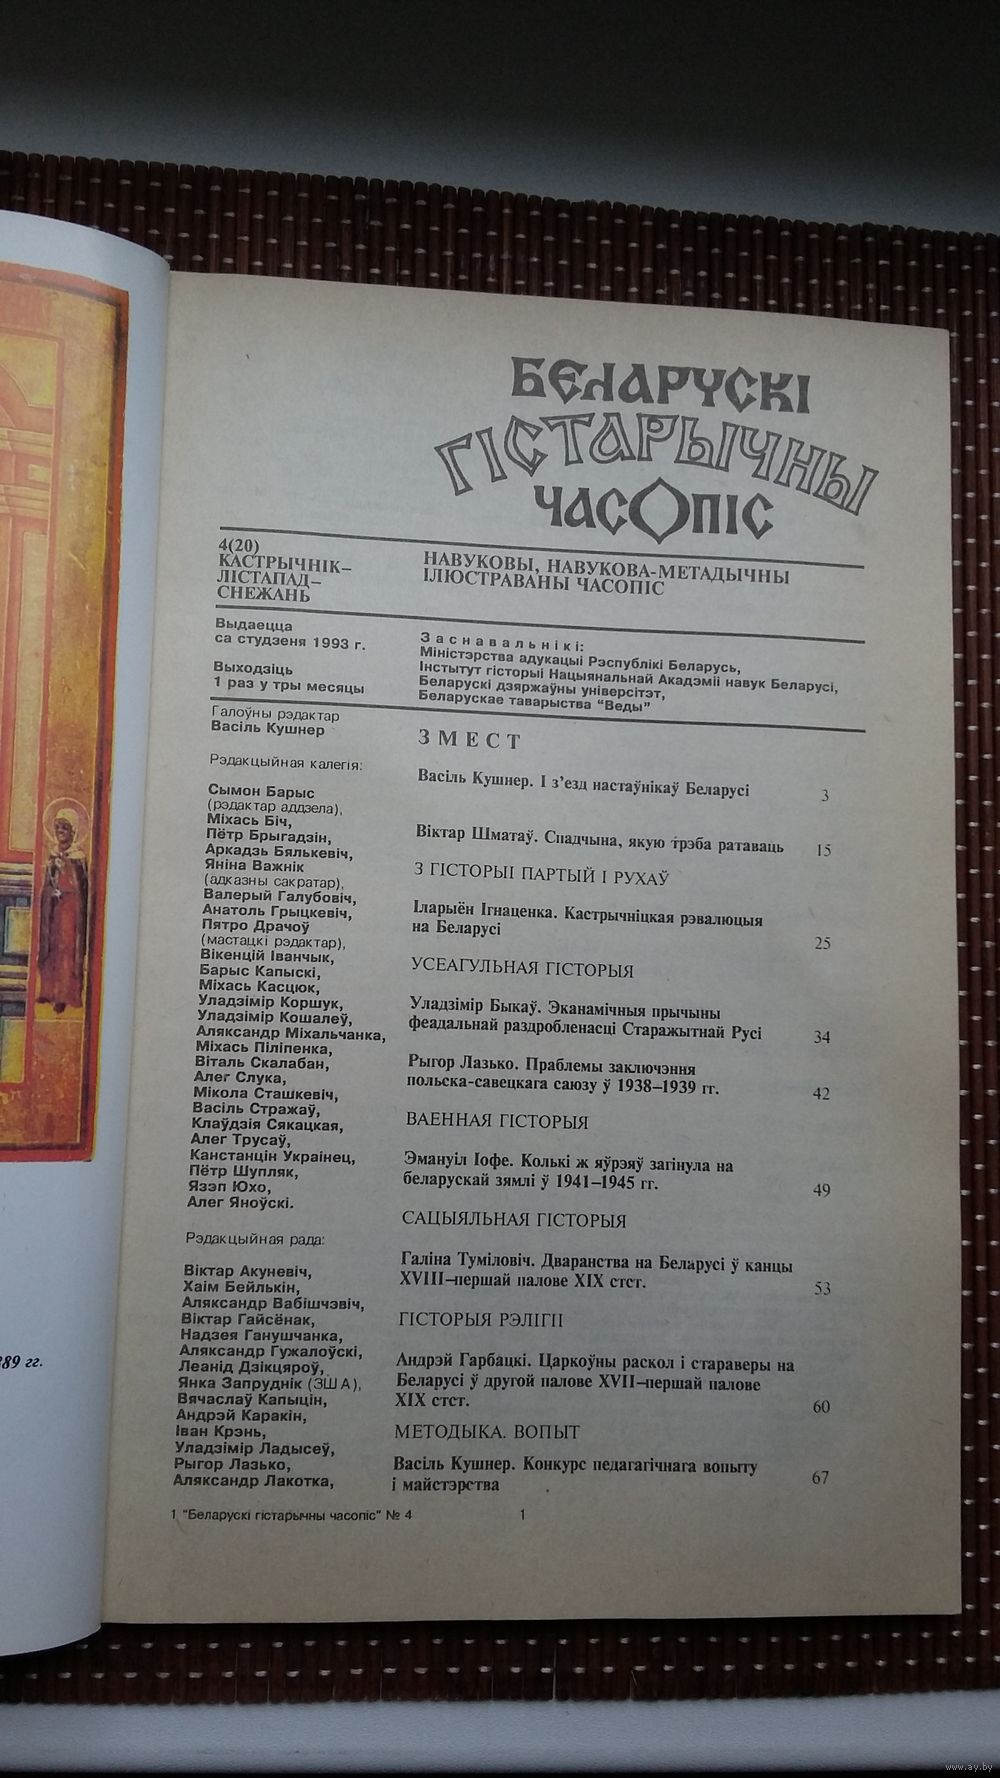 БЕЛАРУСКІ
ГІСТАРЫЧНЫ
ЧАСОПІС
4(20)
КАСТРЫЧНІК–
ЛІСТАПАД–
СНЕЖАНЬ
НАВУКОВЫ, НАВУКОВА-МЕТАДЫЧНЫ
ІЛЮСТРАВАНЫ ЧАСОПІС
Выдаецца
са студзеня 1993 г.
Выходзіць
1 раз у тры месяцы
Заснавальнікі:
Міністэрства адукацыі Рэспублікі Беларусь,
Інстытут гісторыі Нацыянальнай Акадэміі навук Беларусі,
Беларускі дзяржаўны універсітэт,
Беларускае таварыства "Веды"
Галоўны рэдактар
Васіль Кушнер
Рэдакцыйная калегія:
Сымон Барыс
(рэдактар аддзела),
Міхась Біч,
Пётр Брыгадзін,
Аркадзь Бялькевіч,
Яніна Важнік
(адказны сакратар),
Валерый Галубовіч,
Анатоль Грыцкевіч,
Пятро Драчоў
(мастацкі рэдактар),
Вікенцій Іванчык,
Барыс Капыскі,
Міхась Касцюк,
Уладзімір Коршук,
Уладзімір Кошалеў,
Аляксандр Міхальчанка,
Міхась Піліпенка,
Віталь Скалабан,
Алег Слука,
Мікола Сташкевіч,
Васіль Стражаў,
Клаўдзія Сякацкая,
Алег Трусаў,
Канстанцін Украінец,
Пётр Шупляк,
Язэп Юхо,
Алег Яноўскі.
Рэдакцыйная рада:
Віктар Акуневіч,
Хаім Бейлькін,
Аляксандр Вабішчэвіч,
Віктар Гайсёнак,
Надзея Ганушчанка,
Аляксандр Гужалоўскі,
Леанід Дзікцяроў,
Янка Запруднік (ЗША),
Вячаслаў Капыцін,
Андрэй Каракін,
Іван Крэнь,
Уладзімір Ладысеў,
Рыгор Лазько,
Аляксандр Лакотка,
ЗМЕСТ
Васіль Кушнер. І з’езд настаўнікаў Беларусі 3
Віктар Шматаў. Спадчына, якую трэба ратаваць 15
З ГІСТОРЫІ ПАРТЫЙ І РУХАЎ
Іларыён Ігнаценка. Кастрычніцкая рэвалюцыя
на Беларусі 25
УСЕАГУЛЬНАЯ ГІСТОРЫЯ
Уладзімір Быкаў. Эканамічныя прычыны
феадальнай раздробленасці Старажытнай Русі 34
Рыгор Лазько. Праблемы заключэння
польска-савецкага саюзу ў 1938–1939 гг. 42
ВАЕННАЯ ГІСТОРЫЯ
Эмануіл Іофе. Колькі ж яўрэяў загінула на
беларускай зямлі ў 1941–1945 гг. 49
САЦЫЯЛЬНАЯ ГІСТОРЫЯ
Галіна Туміловіч. Дваранства на Беларусі ў канцы
XVIII–першай палове XIX стст. 53
ГІСТОРЫЯ РЭЛІГІІ
Андрэй Гарбацкі. Царкоўны раскол і стараверы на
Беларусі ў другой палове XVII–першай палове
XIX стст. 60
МЕТОДЫКА. ВОПЫТ
Васіль Кушнер. Конкурс педагагічнага вопыту
і майстэрства 67
1 "Беларускі гістарычны часопіс" № 4 1
889 гг.
www.ay.by